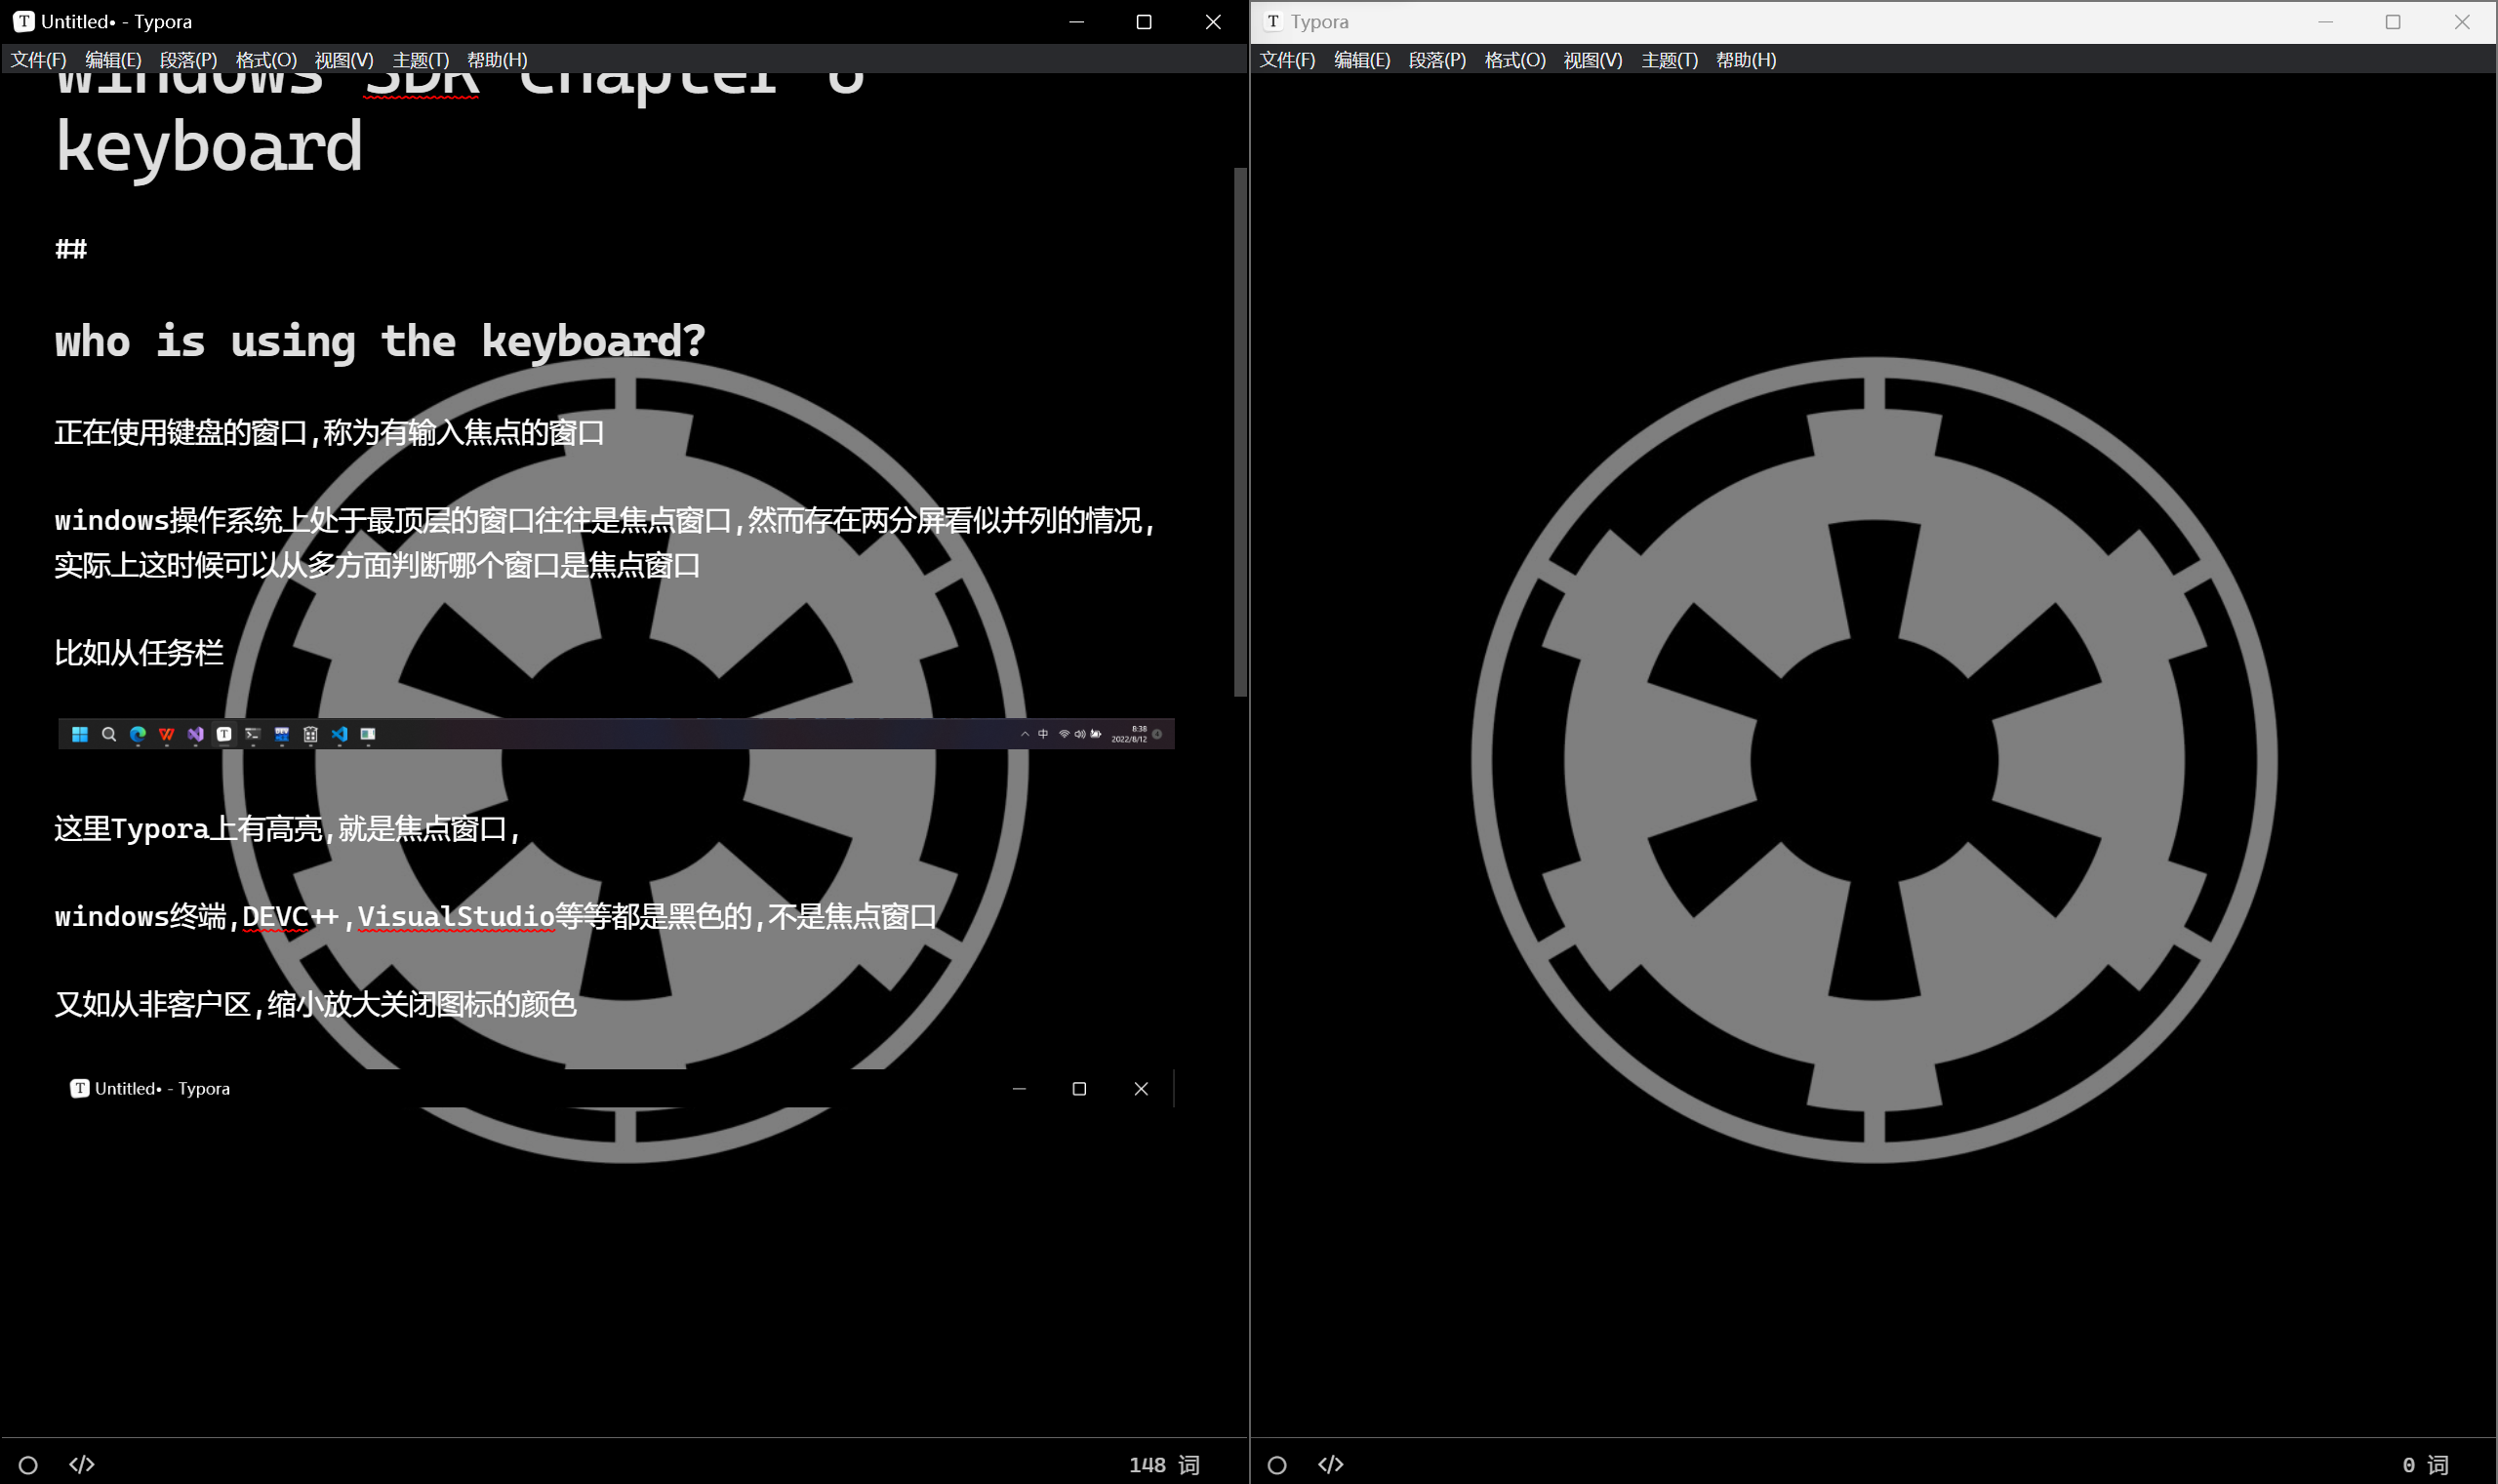 Untitled• - Typora
文件(F) 编辑(E) 段落(P) 格式(O) 视图(V) 主题(T) 帮助(H)
windows SDK chapter 6
keyboard
##
who is using the keyboard?
正在使用键盘的窗口,称为有输入焦点的窗口
windows操作系统上处于最顶层的窗口往往是焦点窗口,然而存在两分屏看似并列的情况,
实际上这时候可以从多方面判断哪个窗口是焦点窗口
比如从任务栏
中 8:38
2022/8/12 4
这里Typora上有高亮,就是焦点窗口,
windows终端,DEVC++,VisualStudio等等都是黑色的,不是焦点窗口
又如从非客户区,缩小放大关闭图标的颜色
Untitled• - Typora
148 词
Typora
文件(F) 编辑(E) 段落(P) 格式(O) 视图(V) 主题(T) 帮助(H)
0 词